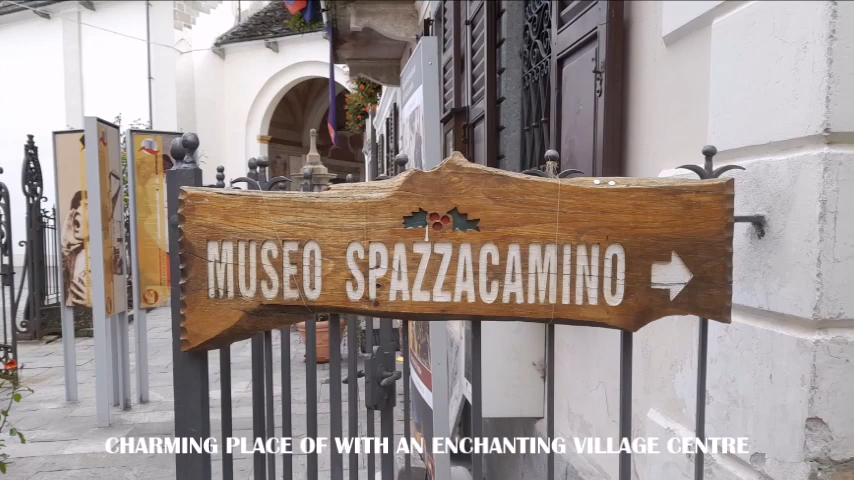 MUSEO SPAZZACAMINO
CHARMING PLACE OF WITH AN ENCHANTING VILLAGE CENTRE